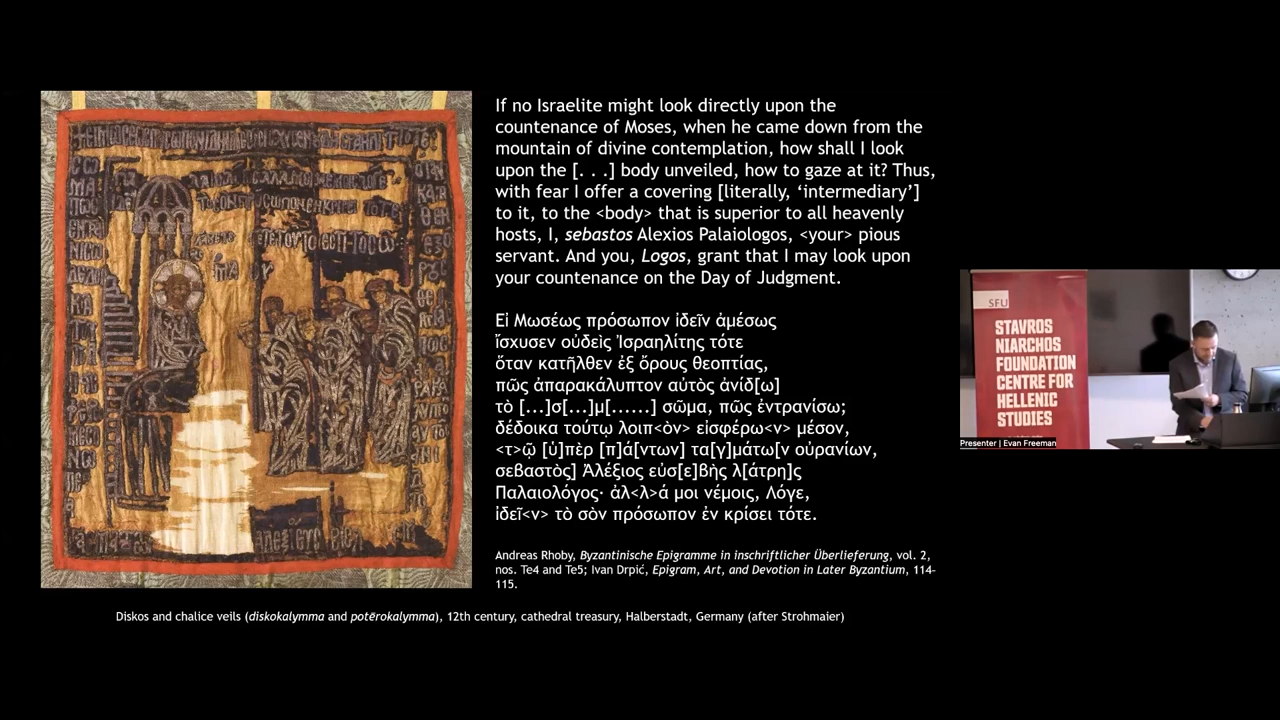 If no Israelite might look directly upon the
countenance of Moses, when he came down from the
mountain of divine contemplation, how shall I look
upon the [. . .] body unveiled, how to gaze at it? Thus,
with fear I offer a covering [literally, ‘intermediary’]
to it, to the <body> that is superior to all heavenly
hosts, I, sebastos Alexios Palaiologos, <your> pious
servant. And you, Logos, grant that I may look upon
your countenance on the Day of Judgment.
Εἰ Μωσέως πρόσωπον ἰδεῖν ἀμέσως
ἴσχυσεν οὐδεὶς Ἰσραηλίτης τότε
ὅταν κατῆλθεν ἐξ ὄρους θεοπτίας,
πῶς ἀπαρακάλυπτον αὐτὸς ἀνίδ[ω]
τὸ [...]σ[...]μ[......] σῶμα, πῶς ἐντρανίσω;
δέδοικα τούτῳ λοιπ<ὸν> εἰσφέρω<ν> μέσον,
<τ>ῷ [ὑ]πὲρ [π]ά[ντων] τα[γ]μάτω[ν οὐρανίων,
σεβαστὸς] Ἀλέξιος εὐσ[ε]βὴς λ[άτρη]ς
Παλαιολόγος· ἀλ<λ>ά μοι νέμοις, Λόγε,
ἰδεῖ<ν> τὸ σὸν πρόσωπον ἐν κρίσει τότε.
Andreas Rhoby, Byzantinische Epigramme in inschriftlicher Überlieferung, vol. 2,
nos. Te4 and Te5; Ivan Drpić, Epigram, Art, and Devotion in Later Byzantium, 114-
115.
Diskos and chalice veils (diskokalymma and potērokalymma), 12th century, cathedral treasury, Halberstadt, Germany (after Strohmaier)
SFU
STAVROS
NIARCHOS
FOUNDATION
CENTRE FOR
HELLENIC
STUDIES
Presenter | Evan Freeman